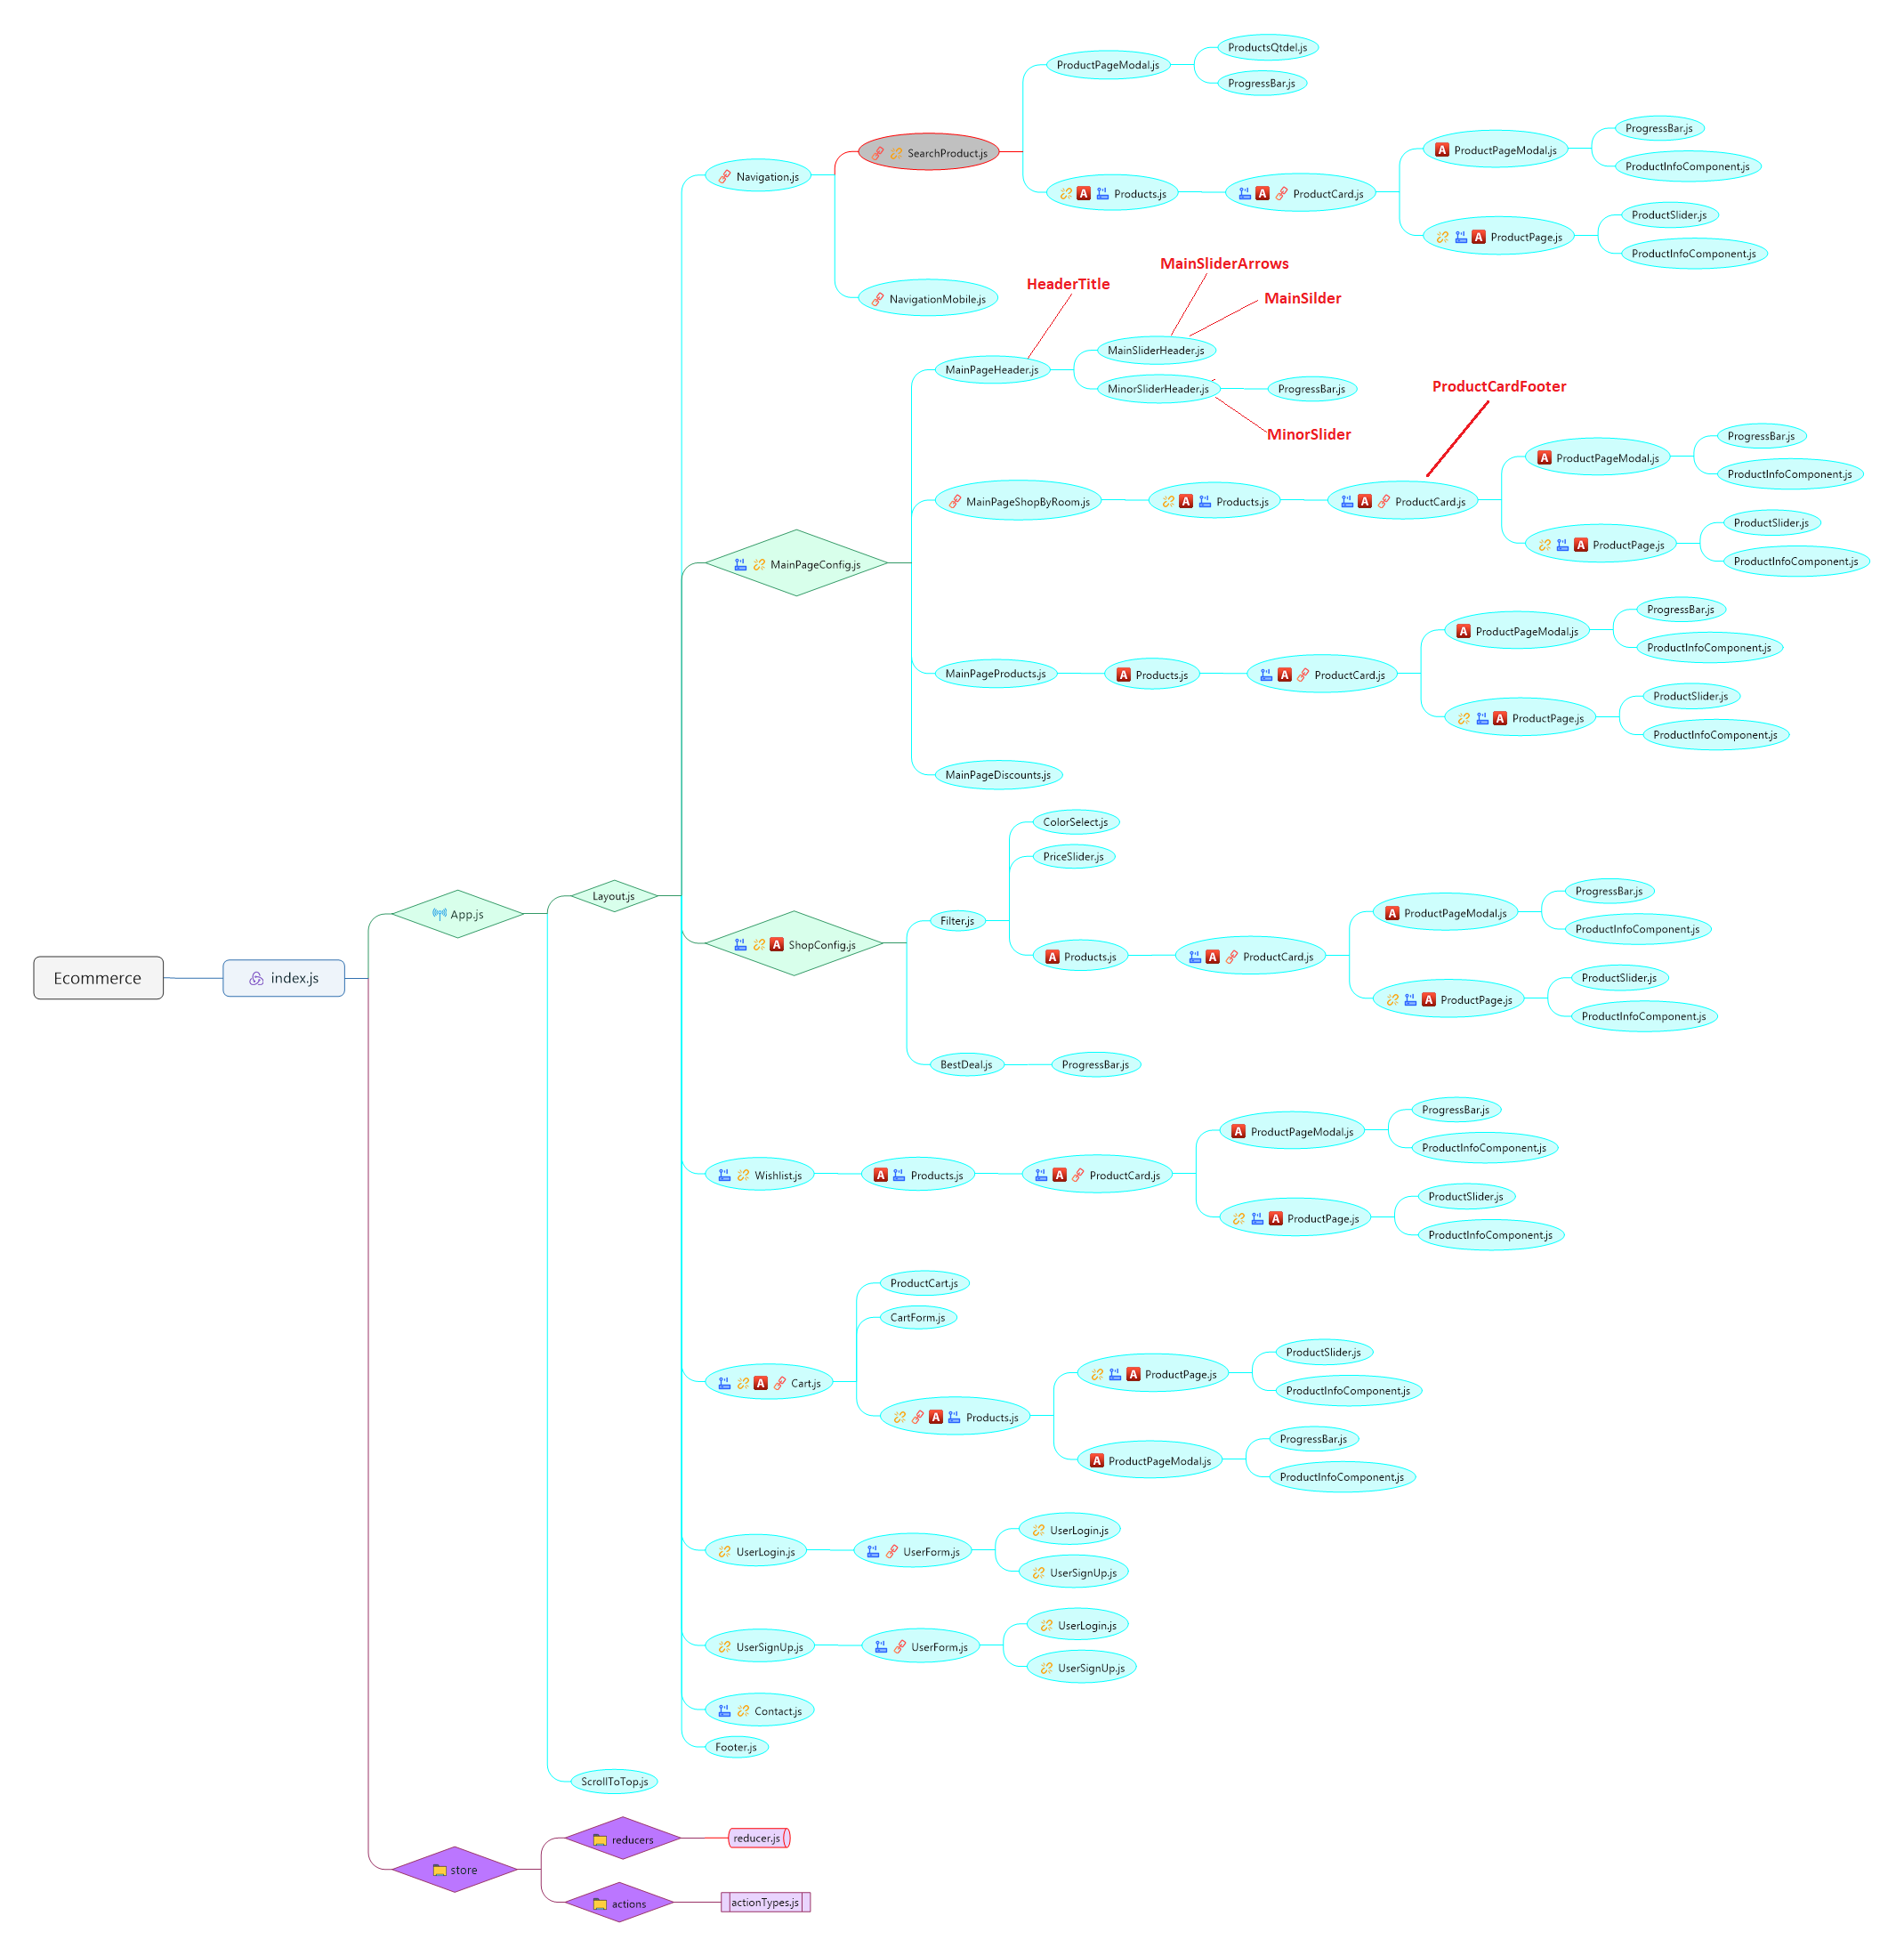 ProductsQtdel.js
ProductPageModal.js
ProgressBar.js
ProgressBar.js
SearchProduct.js
A ProductPageModal.js
ProductInfoComponent.js
Navigation.js
A Products.js
A ProductCard.js
ProductSlider.js
A ProductPage.js
ProductInfoComponent.js
NavigationMobile.js
MainSliderArrows
HeaderTitle
MainSilder
MainSliderHeader.js
MainPageHeader.js
MinorSliderHeader.js
ProgressBar.js
ProductCardFooter
MinorSlider
ProgressBar.js
A ProductPageModal.js
ProductInfoComponent.js
MainPageShopByRoom.js
A Products.js
A ProductCard.js
ProductSlider.js
A ProductPage.js
ProductInfoComponent.js
MainPageConfig.js
ProgressBar.js
A ProductPageModal.js
ProductInfoComponent.js
MainPageProducts.js
A Products.js
A ProductCard.js
ProductSlider.js
A ProductPage.js
ProductInfoComponent.js
MainPageDiscounts.js
ColorSelect.js
PriceSlider.js
ProgressBar.js
A ProductPageModal.js
Filter.js
ProductInfoComponent.js
Layout.js
App.js
A ShopConfig.js
A Products.js
A ProductCard.js
ProductSlider.js
Ecommerce
index.js
A ProductPage.js
ProductInfoComponent.js
BestDeal.js
ProgressBar.js
ProgressBar.js
A ProductPageModal.js
ProductInfoComponent.js
Wishlist.js
A Products.js
A ProductCard.js
ProductSlider.js
A ProductPage.js
ProductInfoComponent.js
ProductCart.js
CartForm.js
ProductSlider.js
A ProductPage.js
A Cart.js
ProductInfoComponent.js
A Products.js
ProgressBar.js
A ProductPageModal.js
ProductInfoComponent.js
UserLogin.js
UserLogin.js
UserForm.js
UserSignUp.js
UserLogin.js
UserSignUp.js
UserForm.js
UserSignUp.js
Contact.js
Footer.js
ScrollToTop.js
reducers
reducer.js
store
actions
actionTypes.js